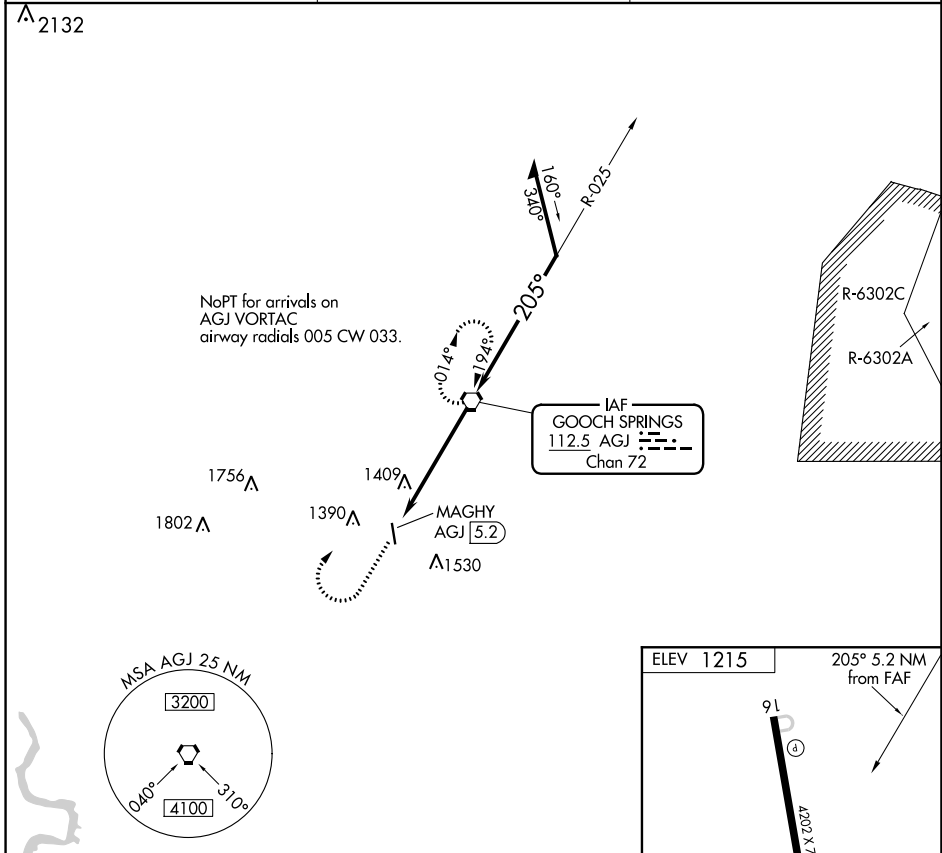 2132
160°
340°
R-025
205°
NoPT for arrivals on
AGJ VORTAC
airway radials 005 CW 033.
014°
194°
R-6302C
R-6302A
IAF
GOOCH SPRINGS
112.5 AGJ
Chan 72
1756
1409
1802
1390
MAGHY
AGJ 5.2
1530
MSA AGJ 25 NM
3200
040°
310°
4100
ELEV 1215
205° 5.2 NM
from FAF
16
P
4202 X 7